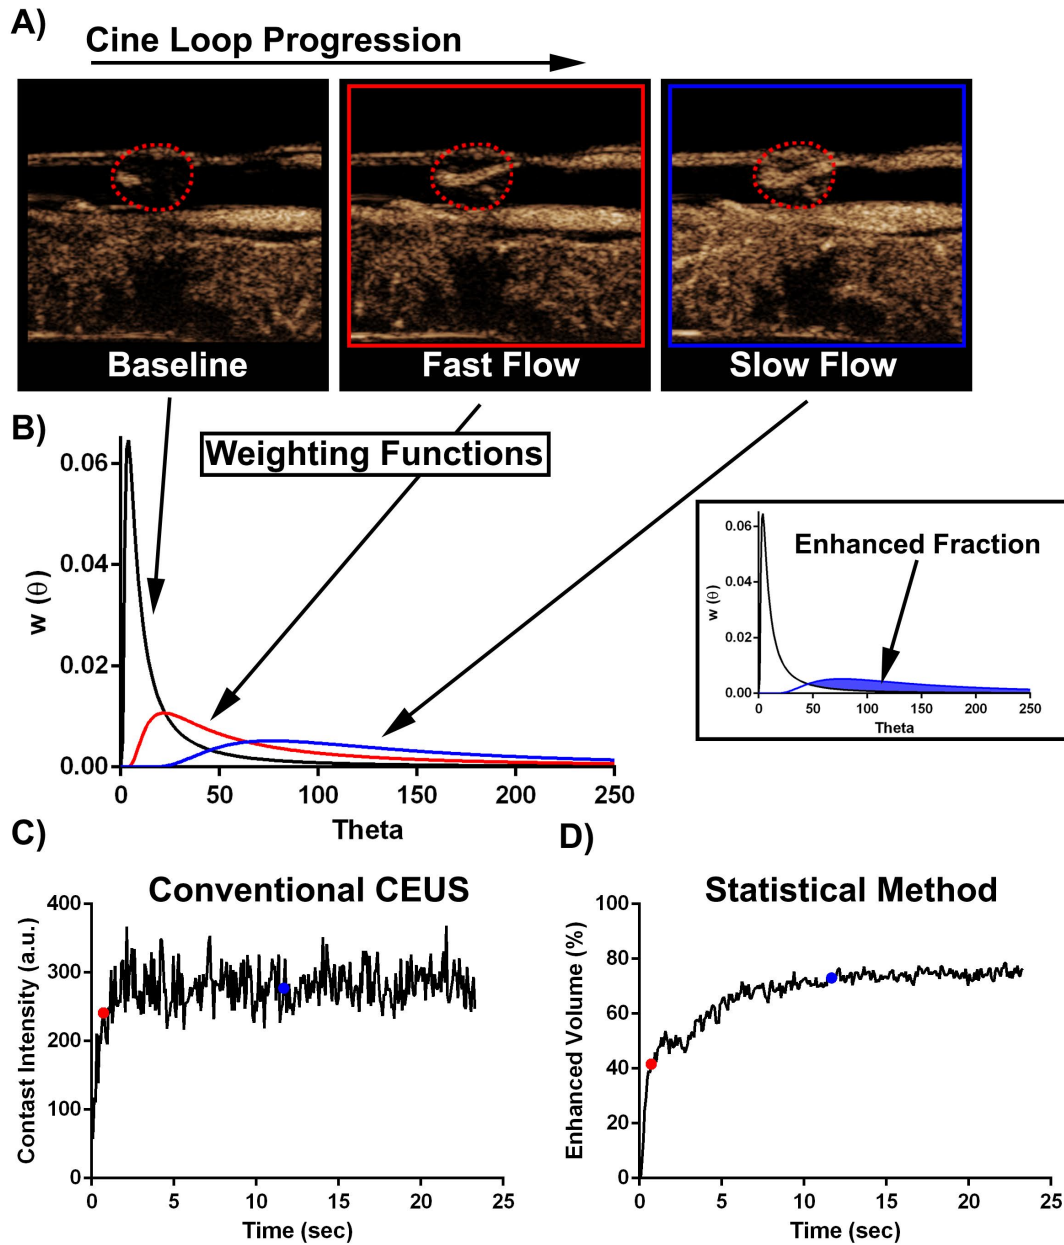 A)
Cine Loop Progression
Baseline
Fast Flow
Slow Flow
B)
Weighting Functions
w (θ)
0.06
0.04
0.02
0.00
0
50
100
150
200
250
Theta
Enhanced Fraction
w (θ)
0.06
0.04
0.02
0.00
0
50
100
150
200
250
Theta
C)
Conventional CEUS
Contast Intensity (a.u.)
400
300
200
100
0
0
5
10
15
20
25
Time (sec)
D)
Statistical Method
Enhanced Volume (%)
100
80
60
40
20
0
0
5
10
15
20
25
Time (sec)